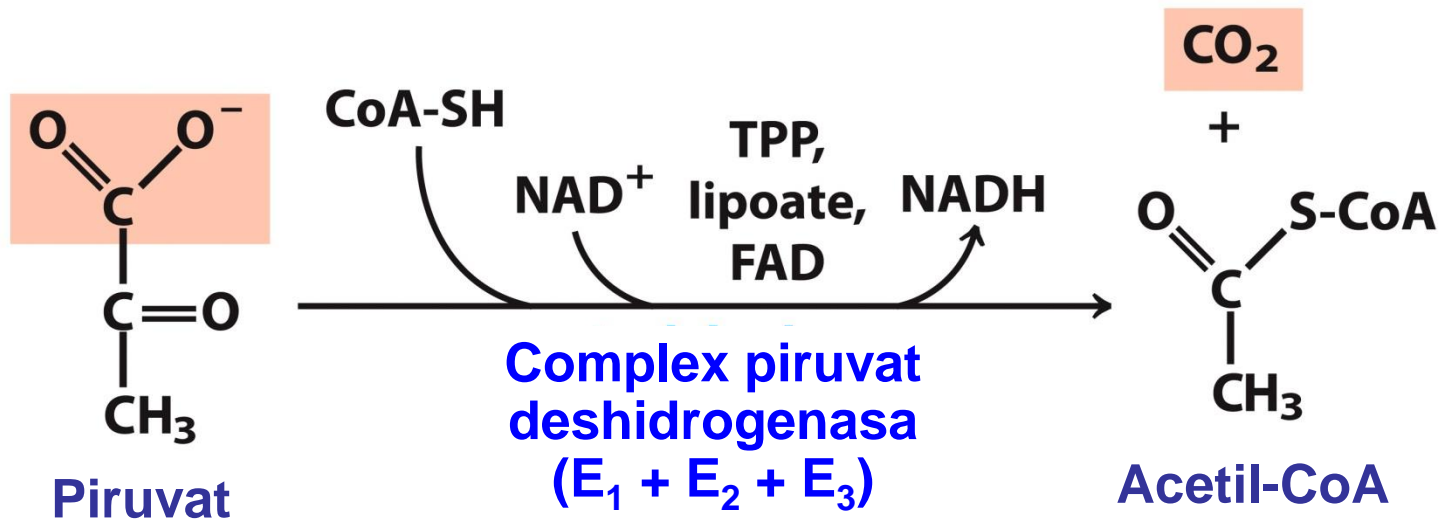 O O⁻
C
C=O
CH₃
Piruvat
CoA-SH
NAD⁺
TPP,
lipoate,
FAD
NADH
Complex piruvat
deshidrogenasa
(E₁ + E₂ + E₃)
CO₂
+
O S-CoA
C
CH₃
Acetil-CoA